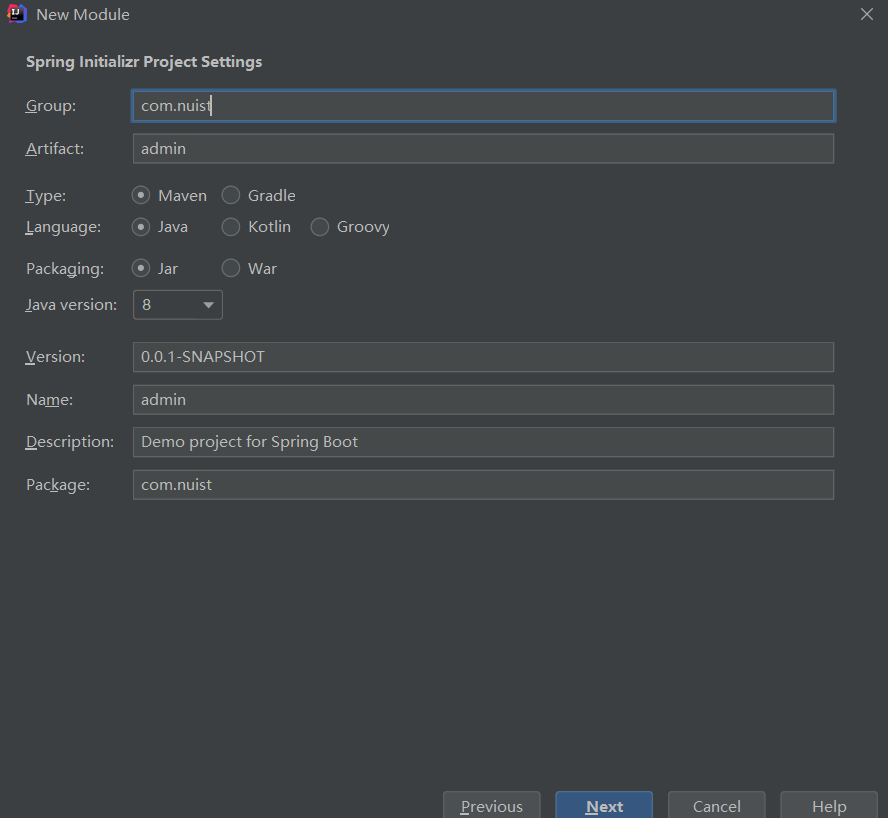 New Module
Spring Initializr Project Settings
Group: com.nuist
Artifact: admin
Type: Maven Gradle
Language: Java Kotlin Groovy
Packaging: Jar War
Java version: 8
Version: 0.0.1-SNAPSHOT
Name: admin
Description: Demo project for Spring Boot
Package: com.nuist
Previous Next Cancel Help